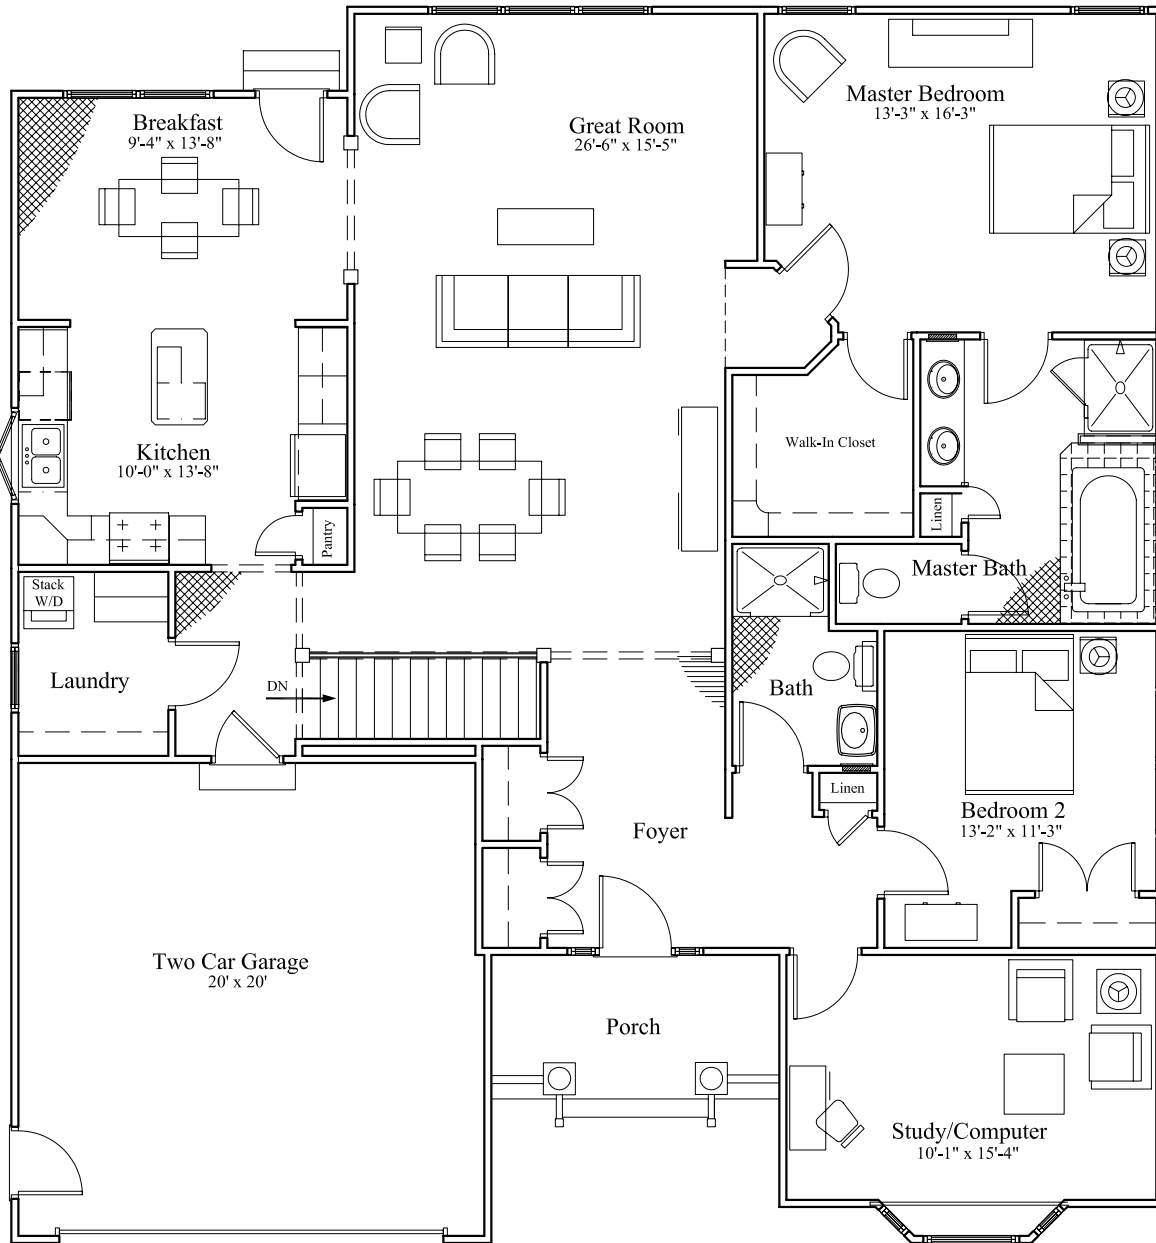 Breakfast
9'-4" x 13'-8"
Great Room
26'-6" x 15'-5"
Master Bedroom
13'-3" x 16'-3"
Kitchen
10'-0" x 13'-8"
Walk-In Closet
Pantry
Linen
Master Bath
Stack
W/D
Laundry
DN
Bath
Linen
Bedroom 2
13'-2" x 11'-3"
Foyer
Two Car Garage
20' x 20'
Porch
Study/Computer
10'-1" x 15'-4"